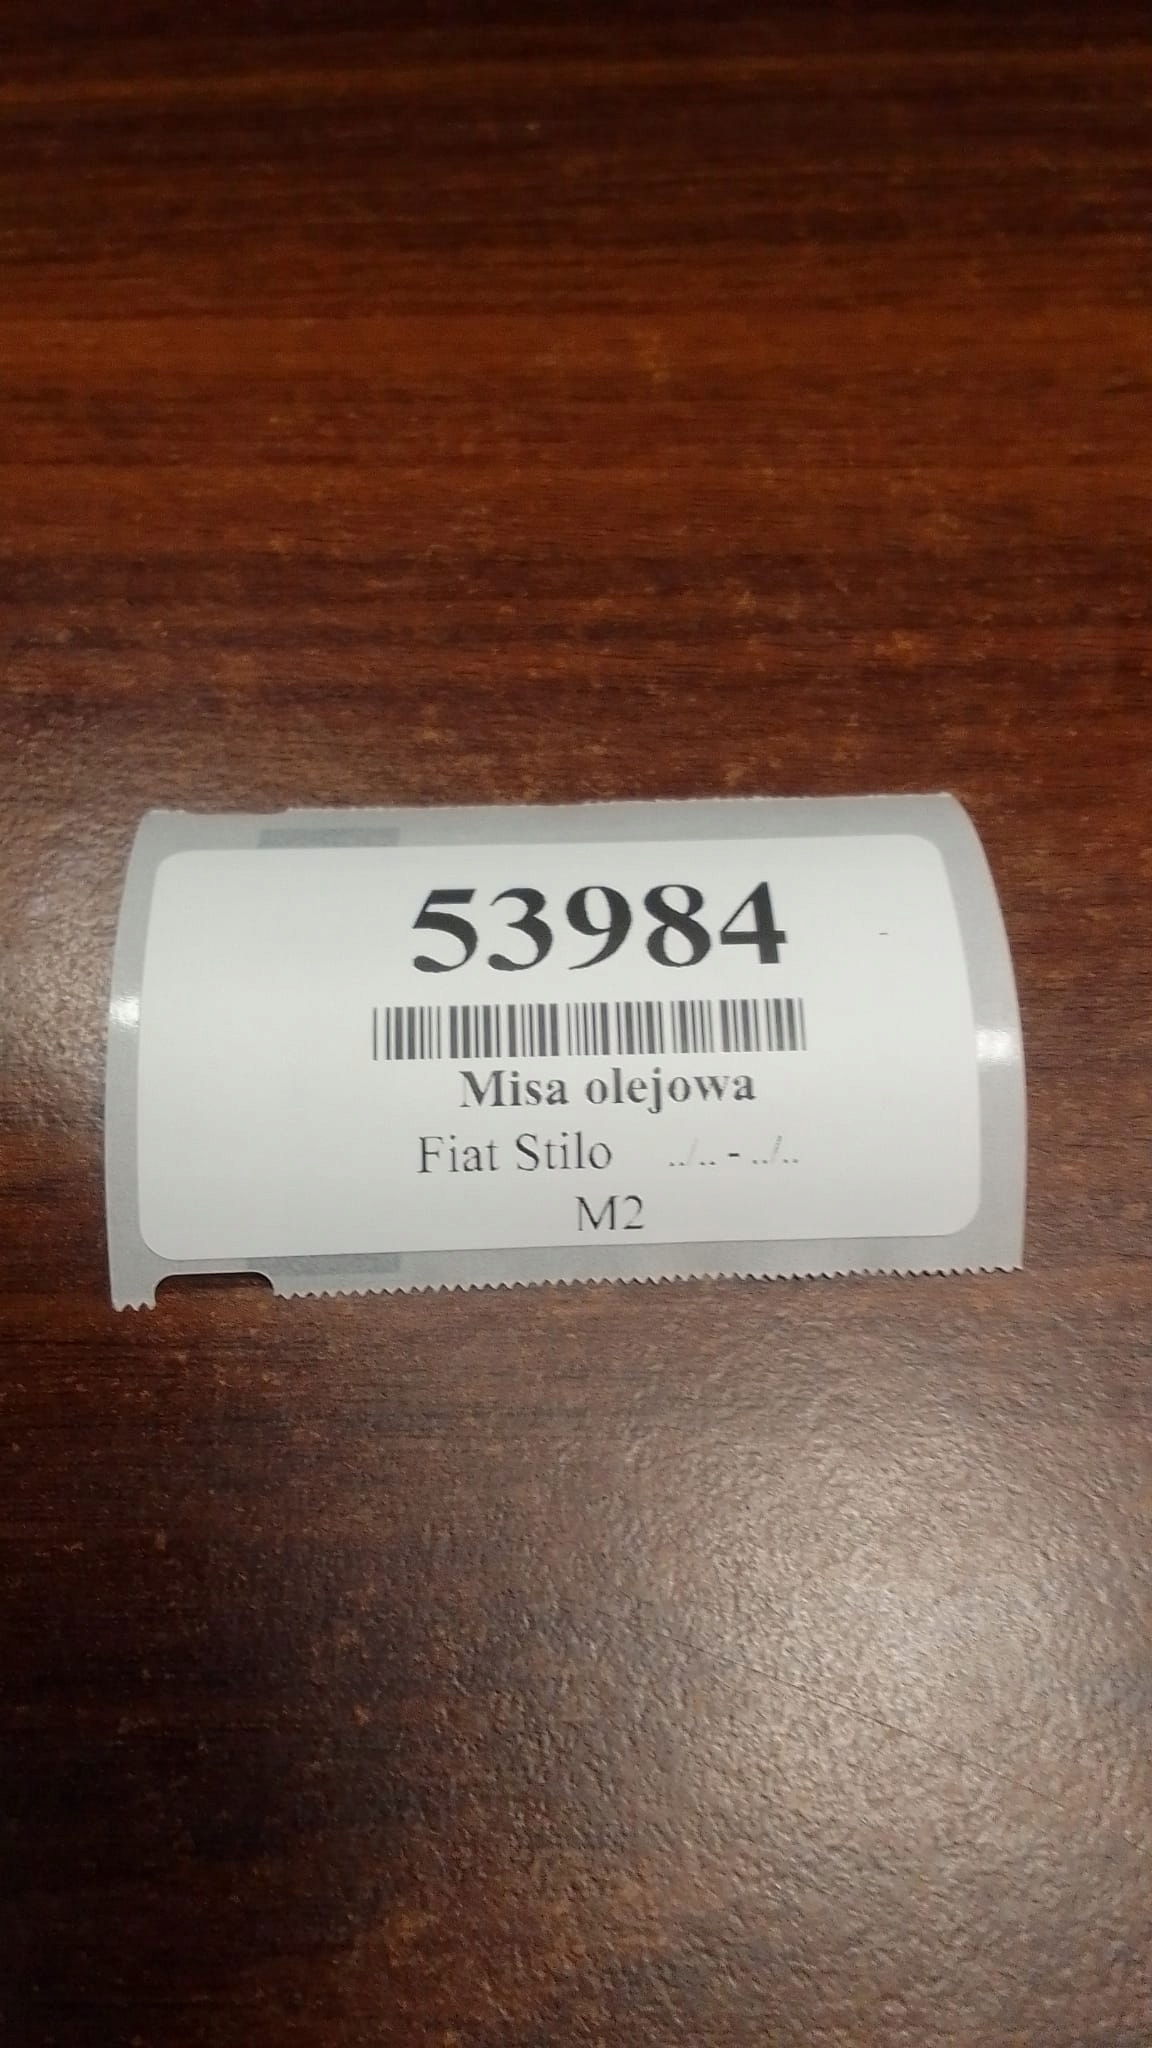 53984
Misa olejowa
Fiat Stilo ../.. - ../..
M2